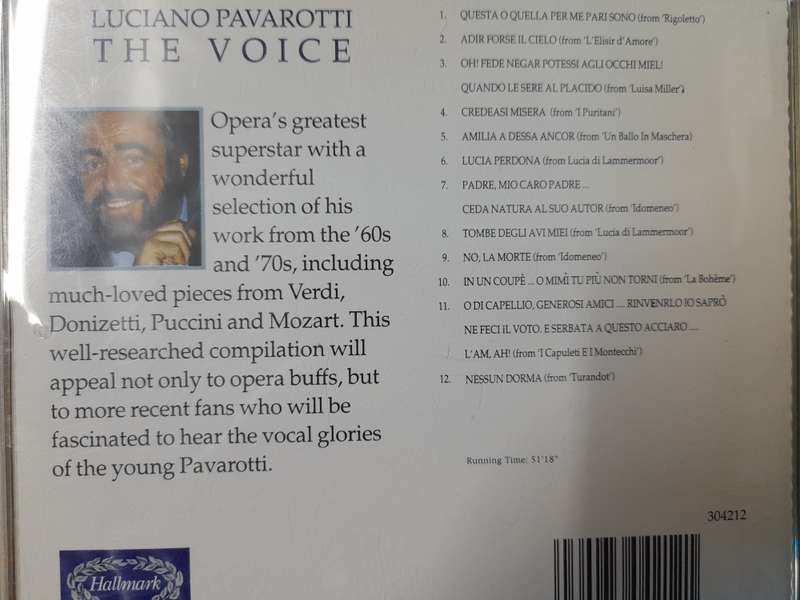 LUCIANO PAVAROTTI
THE VOICE
Opera's greatest
superstar with a
wonderful
selection of his
work from the '60s
and '70s, including
much-loved pieces from Verdi,
Donizetti, Puccini and Mozart. This
well-researched compilation will
appeal not only to opera buffs, but
to more recent fans who will be
fascinated to hear the vocal glories
of the young Pavarotti.
Hallmark
1. QUESTA O QUELLA PER ME PARI SONO (from 'Rigoletto')
2. ADIR FORSE IL CIELO (from 'L'Elisir d'Amore')
3. OH! FEDE NEGAR POTESSI AGLI OCCHI MIEI!
QUANDO LE SERE AL PLACIDO (from 'Luisa Miller')
4. CREDEASI MISERA (from 'I Puritani')
5. AMILIA A DESSA ANCOR (from 'Un Ballo In Maschera)
6. LUCIA PERDONA (from Lucia di Lammermoor')
7. PADRE, MIO CARO PADRE ...
CEDA NATURA AL SUO AUTOR (from 'Idomeneo')
8. TOMBE DEGLI AVI MIEI (from 'Lucia di Lammermoor')
9. NO, LA MORTE (from 'Idomeneo')
10. IN UN COUPÈ ... O MIMÌ TU PIÙ NON TORNI (from 'La Bohème')
11. O DI CAPELLIO, GENEROSI AMICI .... RINVENRLO IO SAPRÒ
NE FECI IL VOTO, E SERBATA A QUESTO ACCIARO ....
L'AM, AH! (from 'I Capuleti E I Montecchi')
12. NESSUN DORMA (from 'Turandot')
Running Time: 51'18"
304212